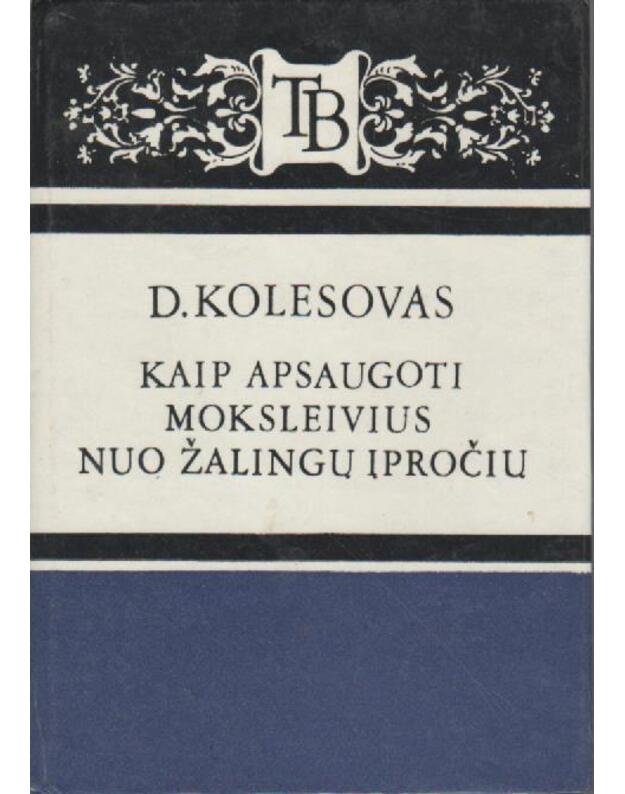 TB
D. KOLESOVAS
KAIP APSAUGOTI
MOKSLEIVIUS
NUO ŽALINGŲ ĮPROČIŲ